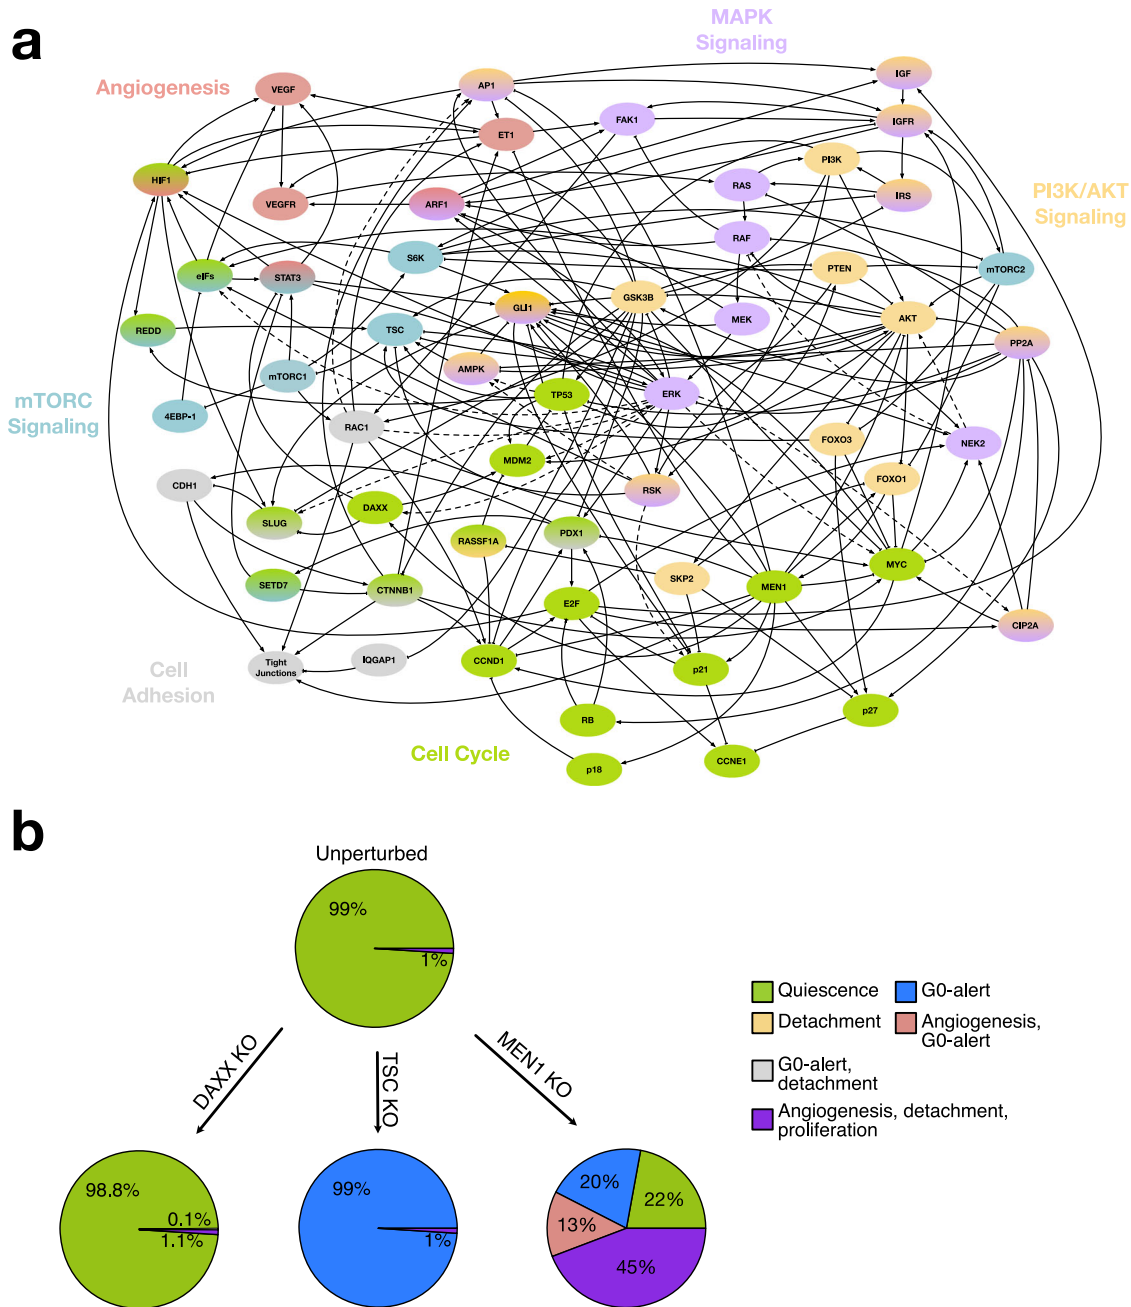 a
MAPK
Signaling
Angiogenesis
VEGF
AP1
IGF
ET1
FAK1
IGFR
PI3K
PI3K/AKT
Signaling
HIF1
VEGFR
ARF1
RAS
IRS
RAF
eIFs
STAT3
S6K
PTEN
mTORC2
GSK3B
GLI1
AKT
REDD
TSC
MEK
PP2A
mTORC1
AMPK
TP53
ERK
mTORC
Signaling
4EBP-1
RAC1
FOXO3
NEK2
MDM2
CDH1
RSK
FOXO1
SLUG
DAXX
RASSF1A
PDX1
MYC
SETD7
CTNNB1
SKP2
MEN1
E2F
CIP2A
Cell
Adhesion
Tight
Junctions
IQGAP1
CCND1
p21
RB
p27
Cell Cycle
p18
CCNE1
b
Unperturbed
99%
1%
DAXX KO
TSC KO
MEN1 KO
Quiescence
G0-alert
Detachment
Angiogenesis,
G0-alert
G0-alert,
detachment
Angiogenesis, detachment,
proliferation
98.8%
0.1%
1.1%
99%
1%
20%
22%
13%
45%